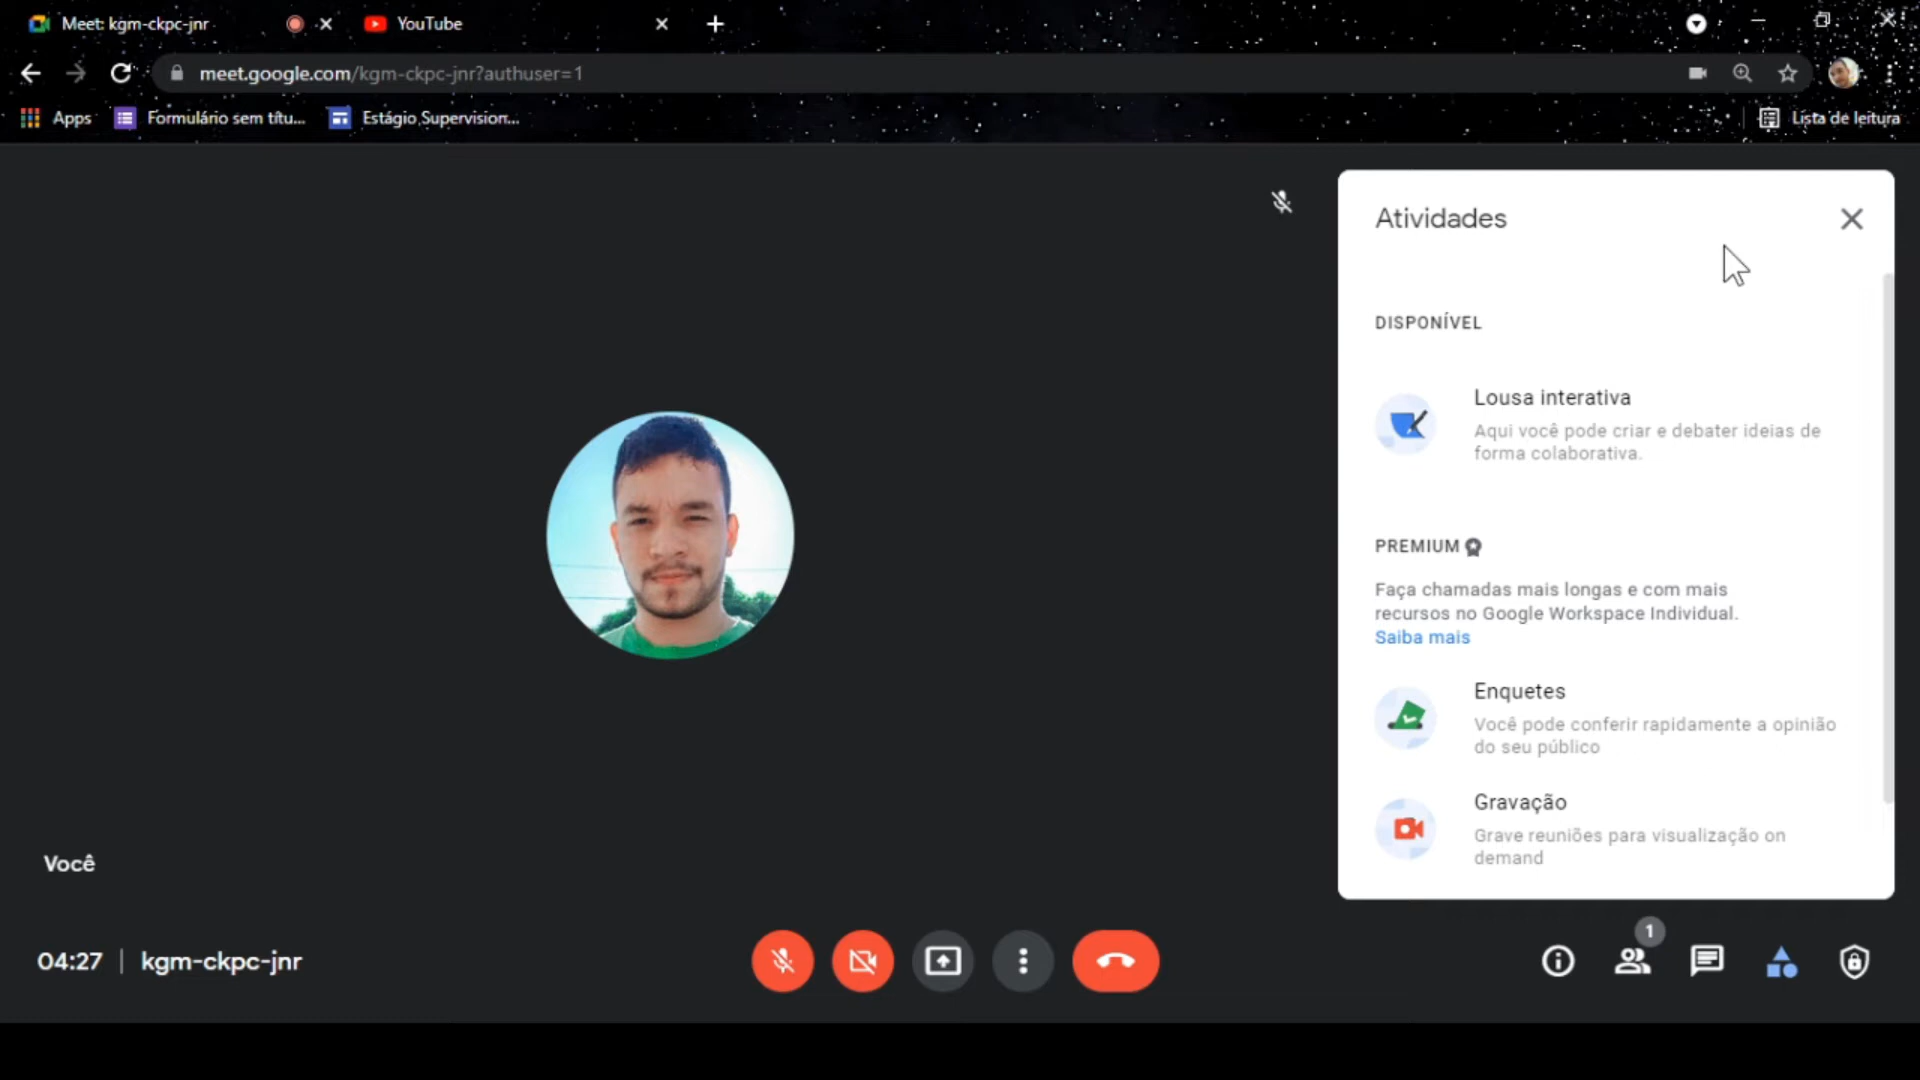 Meet: kgm-ckpc-jnr
YouTube
meet.google.com/kgm-ckpc-jnr?authuser=1
Apps
Formulário sem títu...
Estágio Supervision...
Lista de leitura
Atividades
DISPONÍVEL
Lousa interativa
Aqui você pode criar e debater ideias de
forma colaborativa.
PREMIUM
Faça chamadas mais longas e com mais
recursos no Google Workspace Individual.
Saiba mais
Enquetes
Você pode conferir rapidamente a opinião
do seu público
Gravação
Grave reuniões para visualização on
demand
Você
04:27 | kgm-ckpc-jnr
1